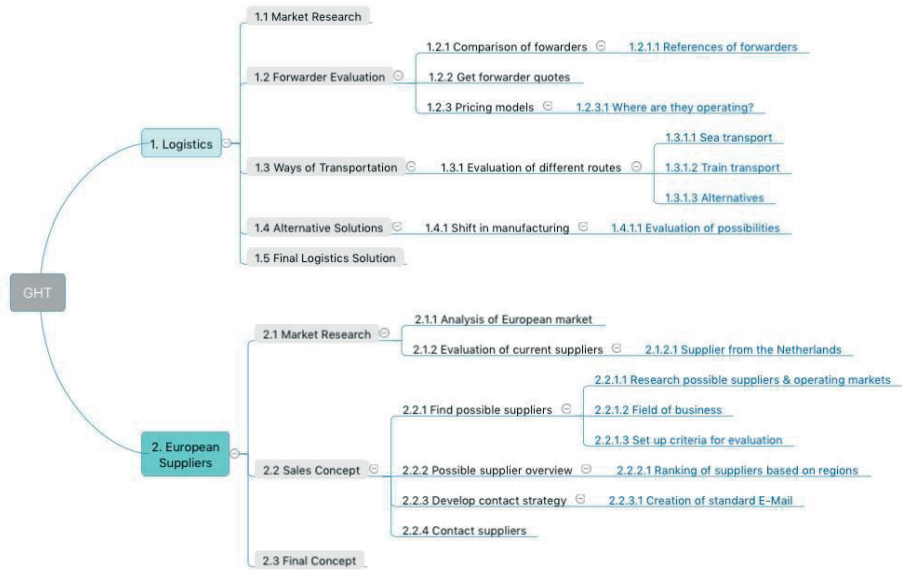 1.1 Market Research
1.2.1 Comparison of fowarders
1.2.1.1 References of forwarders
1.2 Forwarder Evaluation
1.2.2 Get forwarder quotes
1.2.3 Pricing models
1.2.3.1 Where are they operating?
1. Logistics
1.3.1.1 Sea transport
1.3 Ways of Transportation
1.3.1 Evaluation of different routes
1.3.1.2 Train transport
1.3.1.3 Alternatives
1.4 Alternative Solutions
1.4.1 Shift in manufacturing
1.4.1.1 Evaluation of possibilities
1.5 Final Logistics Solution
GHT
2.1 Market Research
2.1.1 Analysis of European market
2.1.2 Evaluation of current suppliers
2.1.2.1 Supplier from the Netherlands
2. European
Suppliers
2.2.1.1 Research possible suppliers & operating markets
2.2.1 Find possible suppliers
2.2.1.2 Field of business
2.2.1.3 Set up criteria for evaluation
2.2 Sales Concept
2.2.2 Possible supplier overview
2.2.2.1 Ranking of suppliers based on regions
2.2.3 Develop contact strategy
2.2.3.1 Creation of standard E-Mail
2.2.4 Contact suppliers
2.3 Final Concept